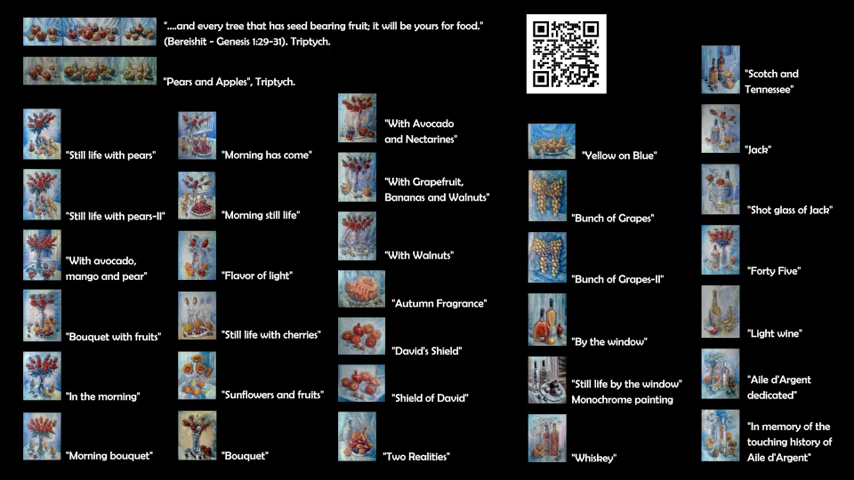 "....and every tree that has seed bearing fruit; it will be yours for food."
(Bereishit - Genesis 1:29-31). Triptych.
"Pears and Apples", Triptych.
"Still life with pears"
"Still life with pears-II"
"With avocado,
mango and pear"
"Bouquet with fruits"
"In the morning"
"Morning bouquet"
"Morning has come"
"Morning still life"
"Flavor of light"
"Still life with cherries"
"Sunflowers and fruits"
"Bouquet"
"With Avocado
and Nectarines"
"With Grapefruit,
Bananas and Walnuts"
"With Walnuts"
"Autumn Fragrance"
"David's Shield"
"Shield of David"
"Two Realities"
"Yellow on Blue"
"Bunch of Grapes"
"Bunch of Grapes-II"
"By the window"
"Still life by the window"
Monochrome painting
"Whiskey"
"Scotch and
Tennesee"
"Jack"
"Shot glass of Jack"
"Forty Five"
"Light wine"
"Aile d'Argent
dedicated"
"In memory of the
touching history of
Aile d'Argent"